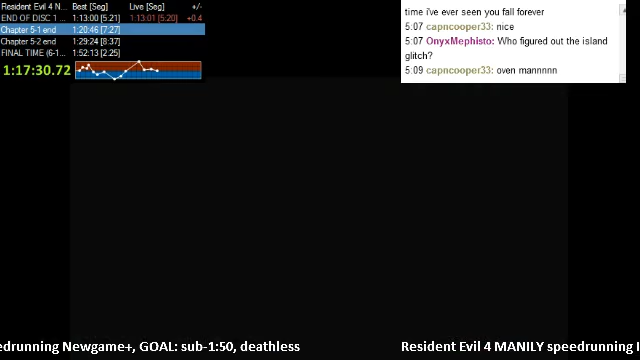 Resident Evil 4 N... Best [Seg] Live [Seg] +/-
END OF DISC 1 ... 1:13:00 [5:21] 1:13:01 [5:20] +0.4
Chapter 5-1 end 1:20:46 [7:27]
Chapter 5-2 end 1:29:24 [8:37]
FINAL TIME (6-1... 1:52:13 [2:25]
1:17:30.72
time i've ever seen you fall forever
5:07 capncooper33: nice
5:07 OnyxMephisto: Who figured out the island
glitch?
5:09 capncooper33: oven mannnnn
edrunning Newgame+, GOAL: sub-1:50, deathless
Resident Evil 4 MANILY speedrunning